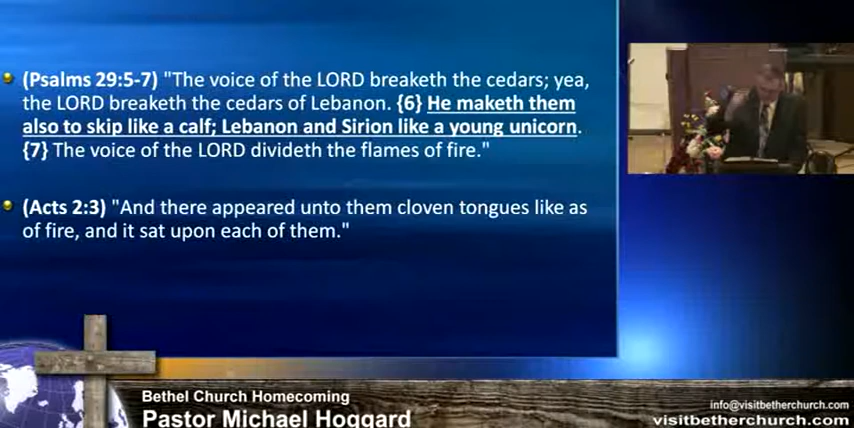 (Psalms 29:5-7) "The voice of the LORD breaketh the cedars; yea,
the LORD breaketh the cedars of Lebanon. {6} He maketh them
also to skip like a calf; Lebanon and Sirion like a young unicorn.
{7} The voice of the LORD divideth the flames of fire."
(Acts 2:3) "And there appeared unto them cloven tongues like as
of fire, and it sat upon each of them."
Bethel Church Homecoming
Pastor Michael Hoggard
info@visitbetherchurch.com
visitbetherchurch.com